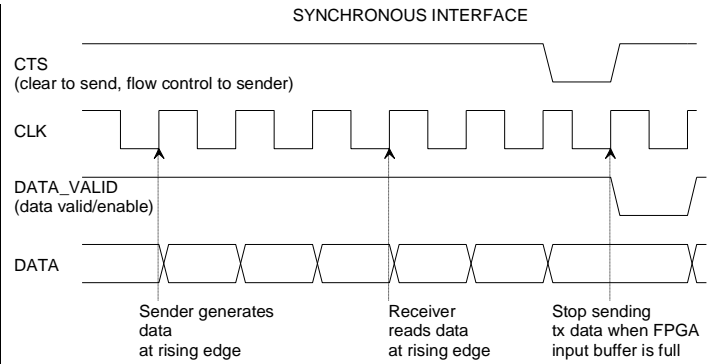 SYNCHRONOUS INTERFACE
CTS
(clear to send, flow control to sender)
CLK
DATA_VALID
(data valid/enable)
DATA
Sender generates
data
at rising edge
Receiver
reads data
at rising edge
Stop sending
tx data when FPGA
input buffer is full